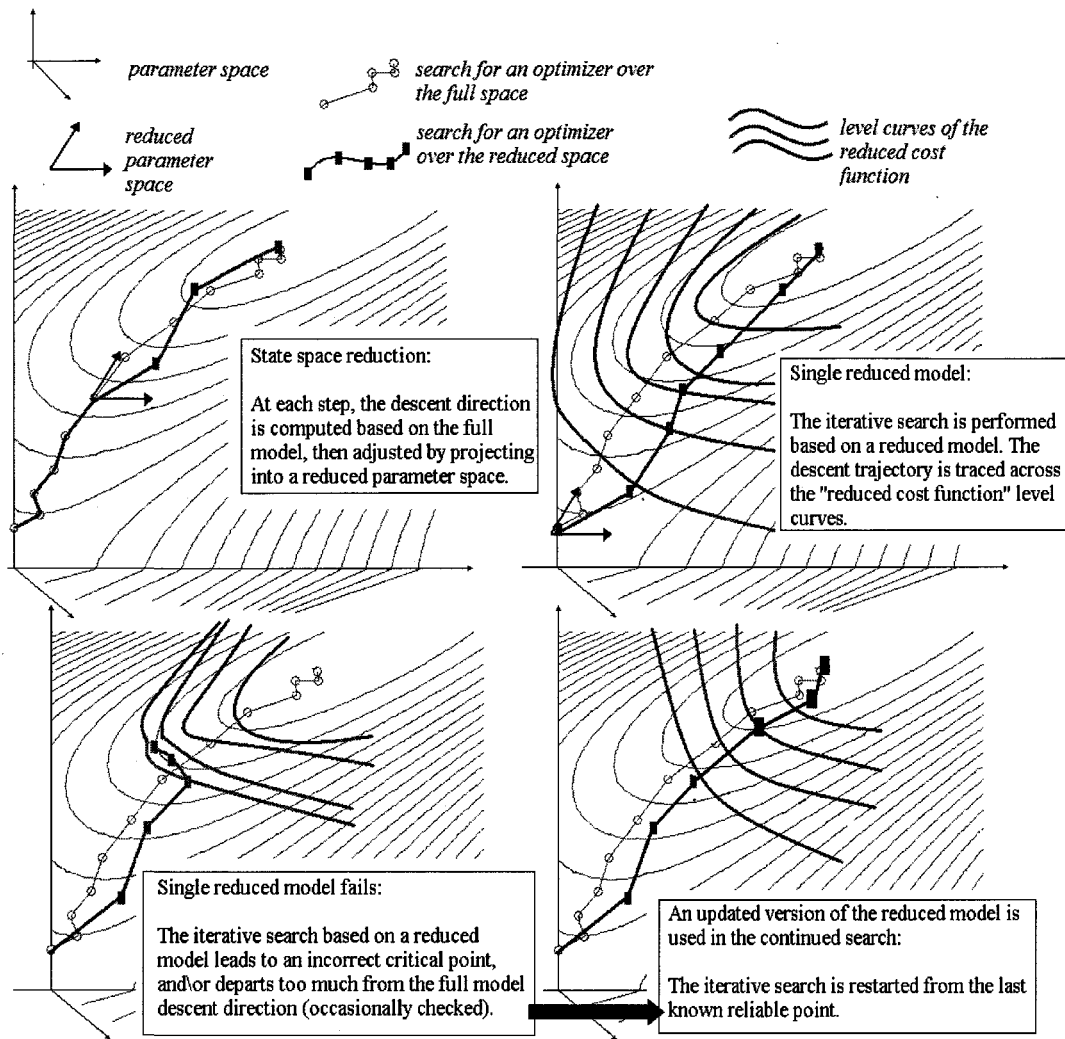 parameter space
search for an optimizer over
the full space
reduced
parameter
space
search for an optimizer
over the reduced space
level curves of the
reduced cost
function
State space reduction:
At each step, the descent direction
is computed based on the full
model, then adjusted by projecting
into a reduced parameter space.
Single reduced model:
The iterative search is performed
based on a reduced model. The
descent trajectory is traced across
the "reduced cost function" level
curves.
Single reduced model fails:
The iterative search based on a reduced
model leads to an incorrect critical point,
and\or departs too much from the full model
descent direction (occasionally checked).
An updated version of the reduced model is
used in the continued search:
The iterative search is restarted from the last
known reliable point.